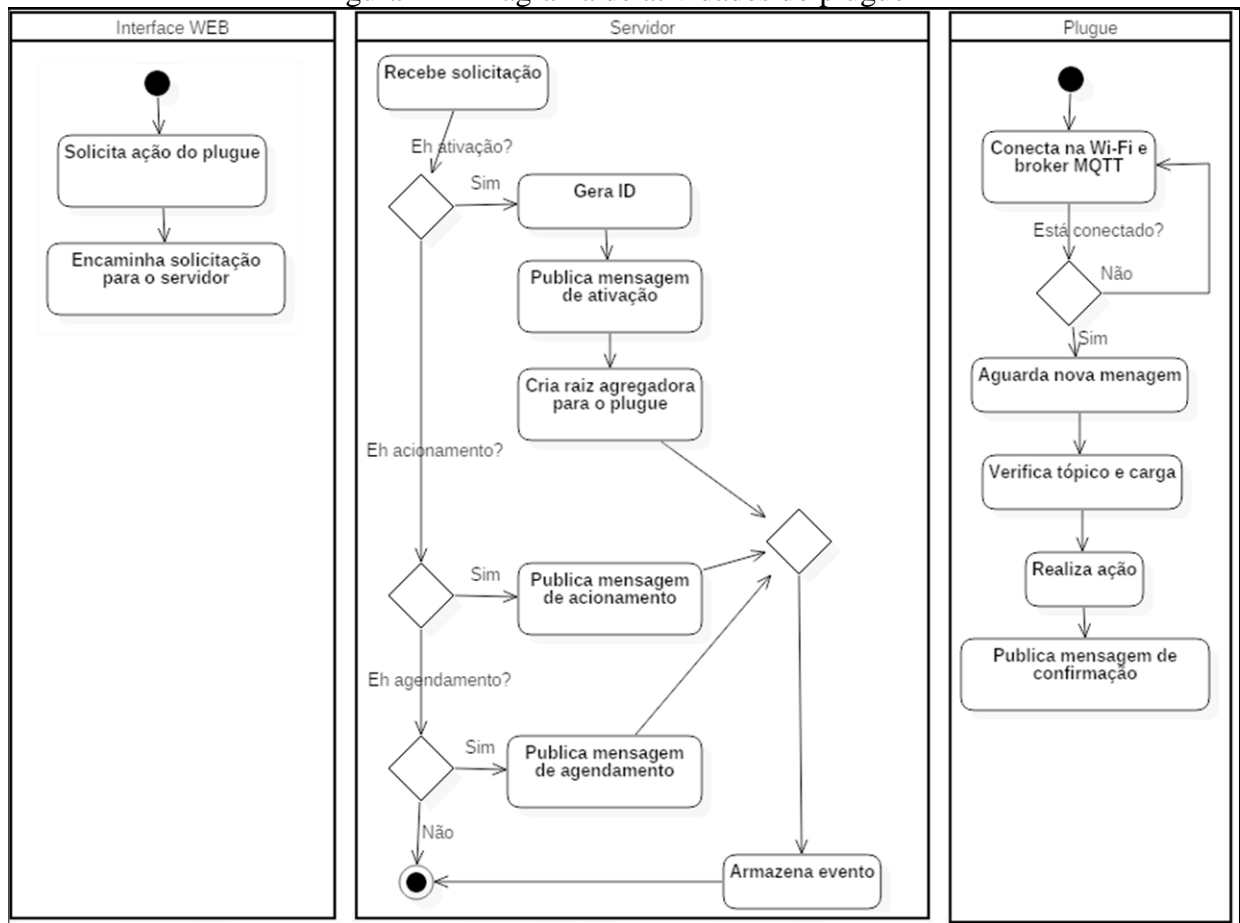 Interface WEB
Solicita ação do plugue
Encaminha solicitação
para o servidor
Servidor
Recebe solicitação
Eh ativação?
Sim
Gera ID
Publica mensagem
de ativação
Cria raiz agregadora
para o plugue
Eh acionamento?
Sim
Publica mensagem
de acionamento
Eh agendamento?
Sim
Publica mensagem
de agendamento
Não
Armazena evento
Plugue
Conecta na Wi-Fi e
broker MQTT
Está conectado?
Não
Sim
Aguarda nova menagem
Verifica tópico e carga
Realiza ação
Publica mensagem de
confirmação